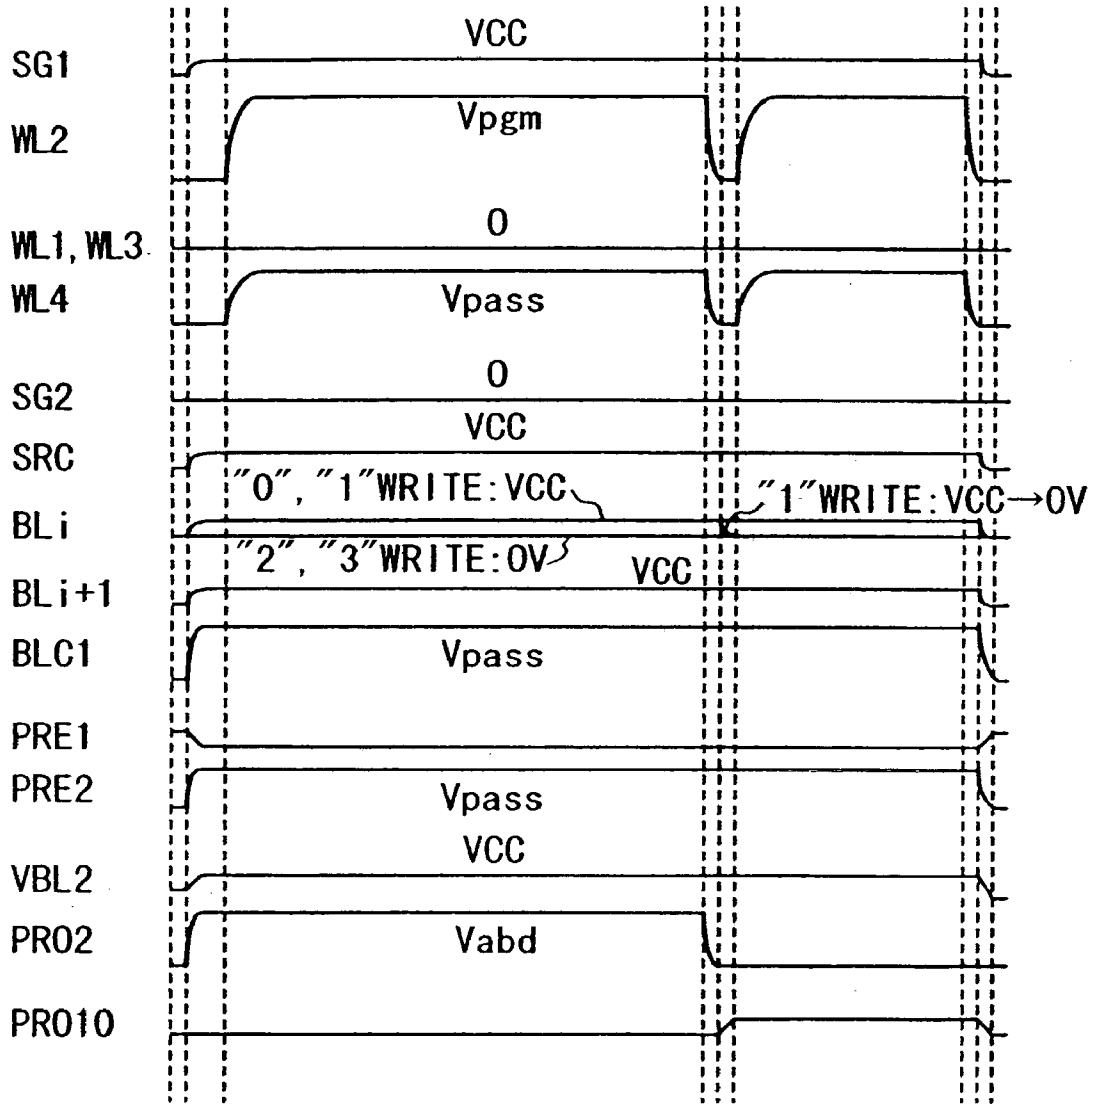 VCC
SG1
Vpgm
WL2
0
WL1, WL3
WL4
Vpass
0
SG2
VCC
SRC
"0", "1"WRITE:VCC
"1"WRITE:VCC→0V
BLi
"2", "3"WRITE:0V
VCC
BLi+1
BLC1
Vpass
PRE1
PRE2
Vpass
VCC
VBL2
PRO2
Vabd
PRO10